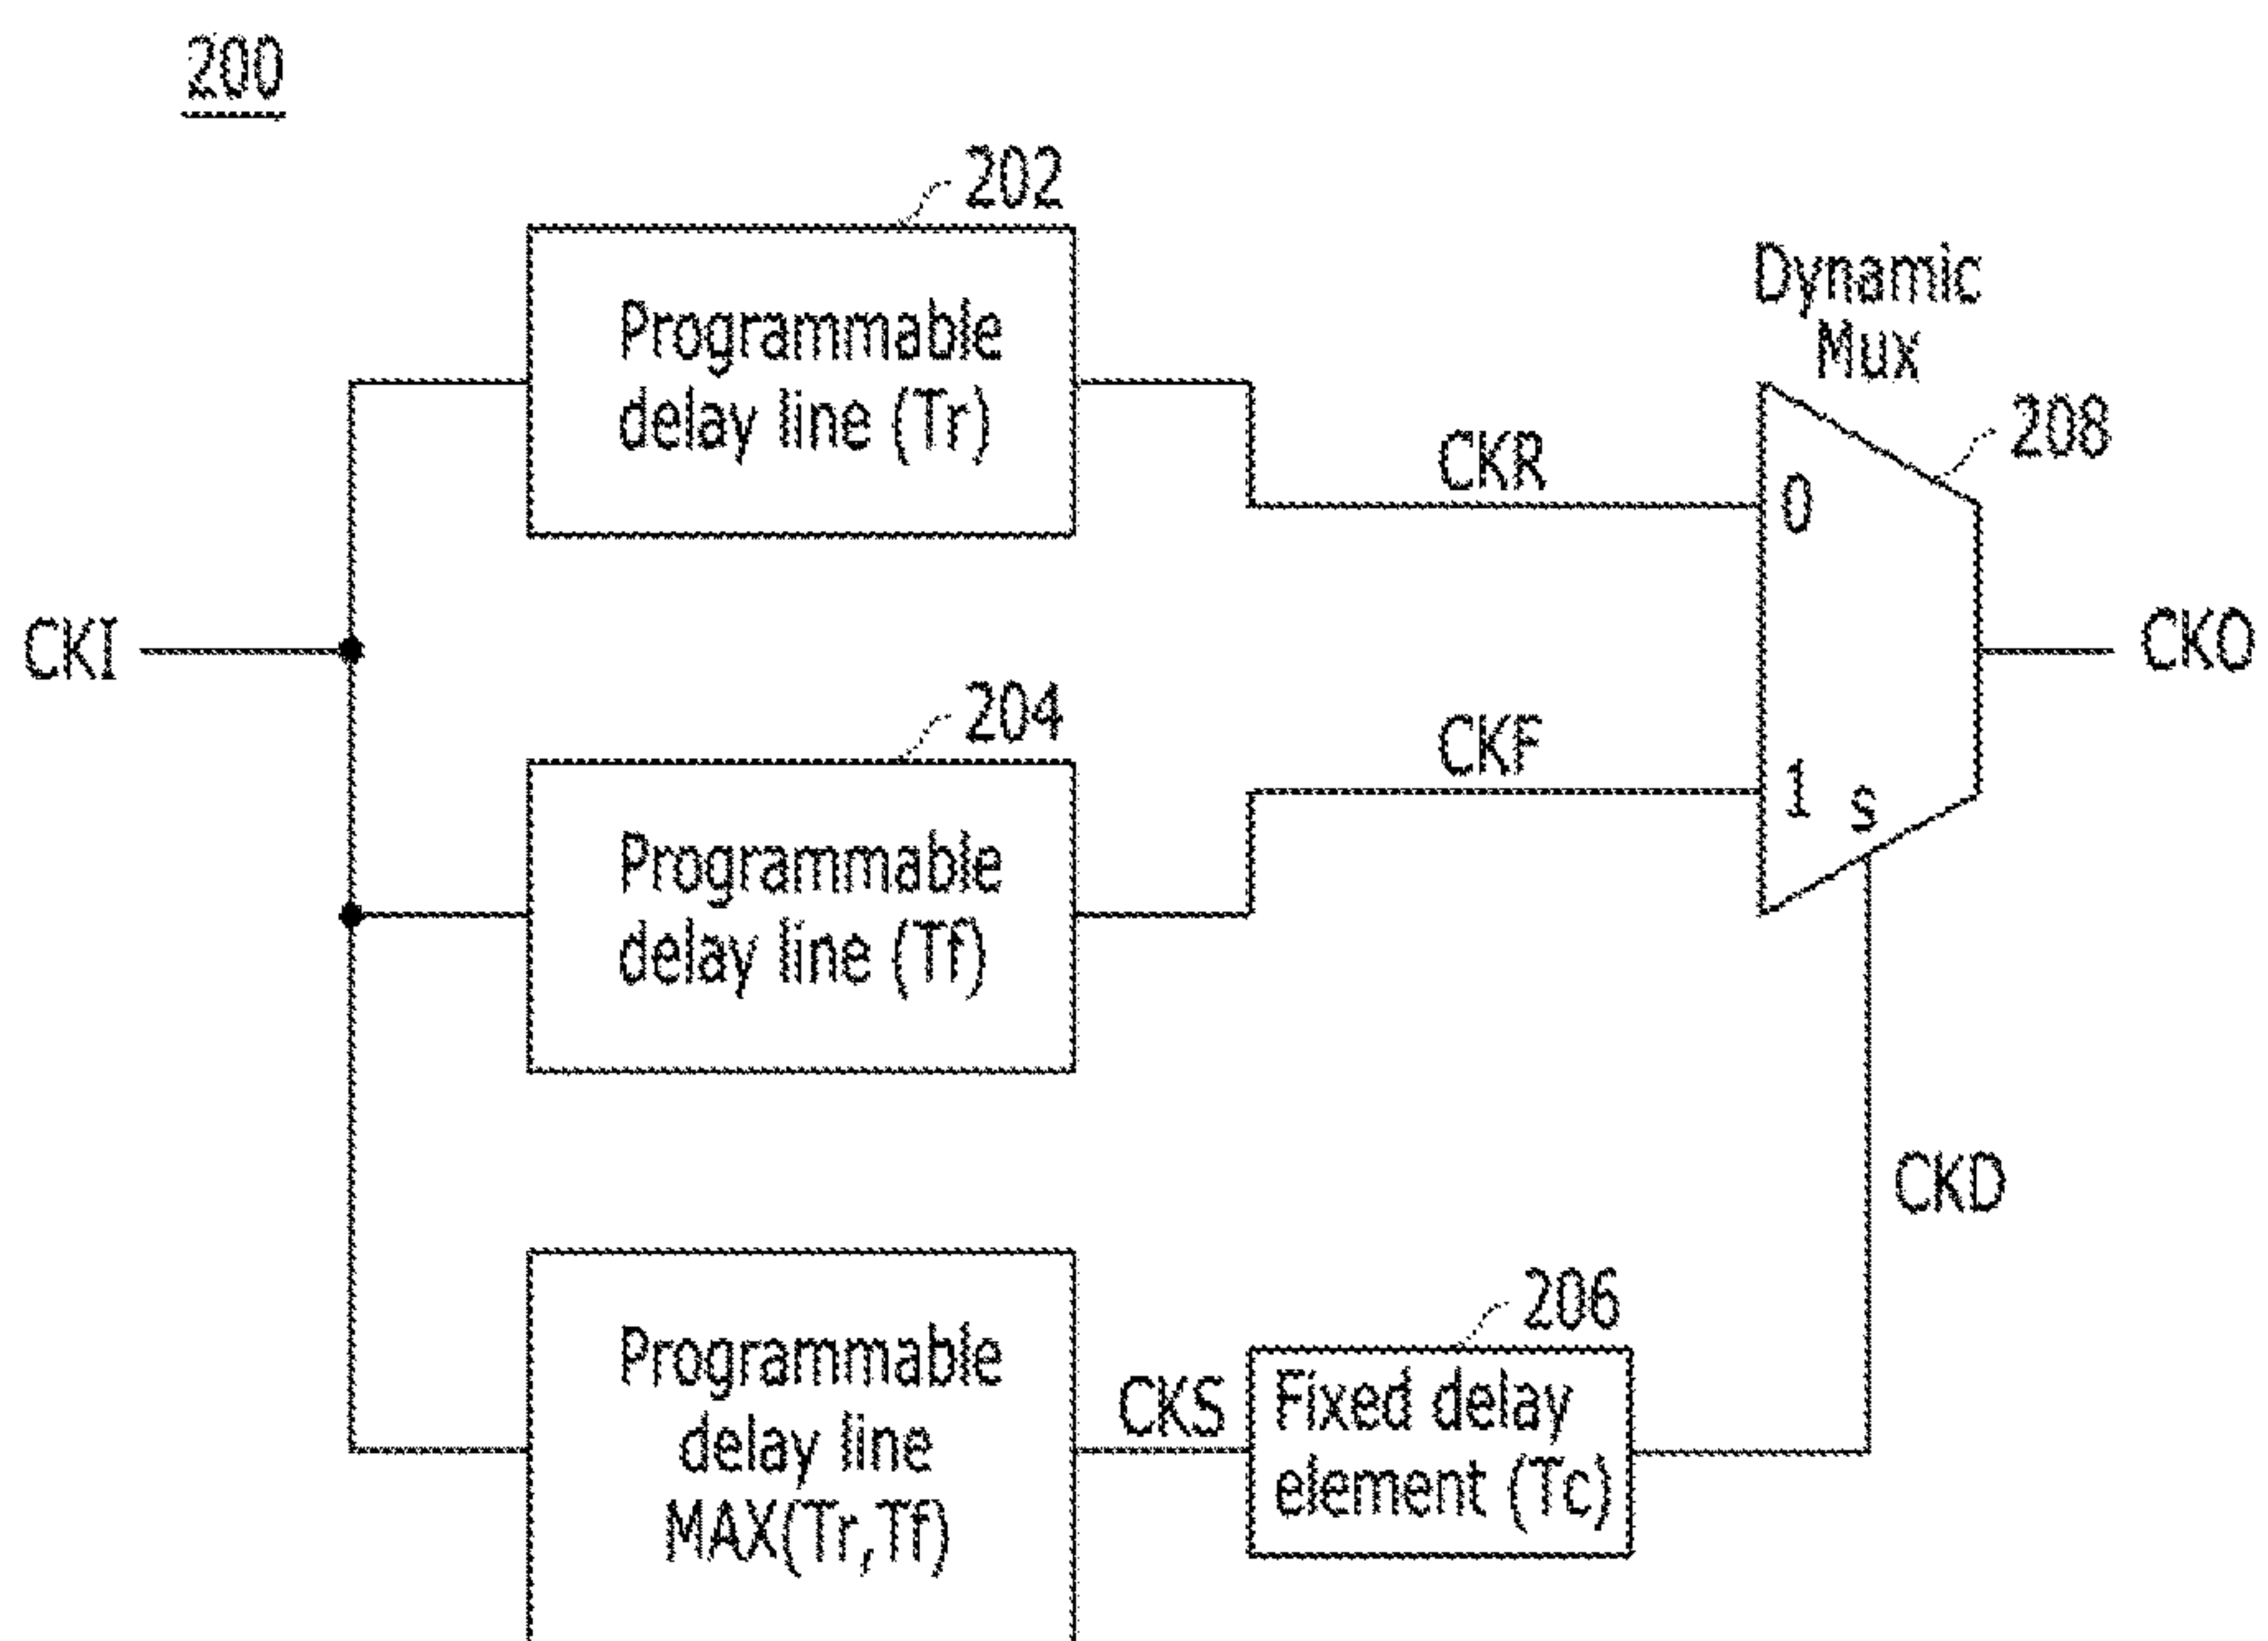 200
202
Programmable
delay line (Tr)
Dynamic
Mux
208
CKR
0
CKI
CKO
204
CKF
1
s
Programmable
delay line (Tf)
CKD
206
Programmable
delay line
MAX(Tr,Tf)
CKS
Fixed delay
element (Tc)